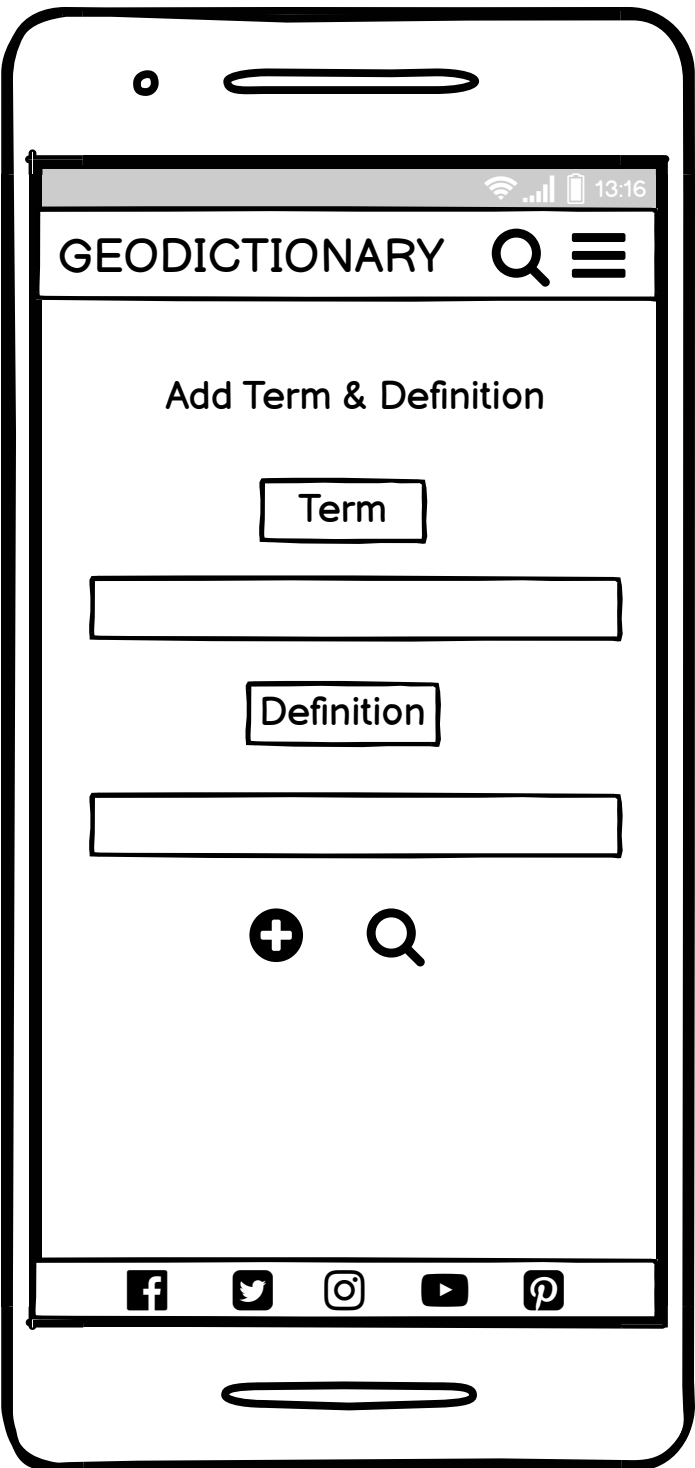 13:16
GEODICTIONARY
Add Term & Definition
Term
Definition